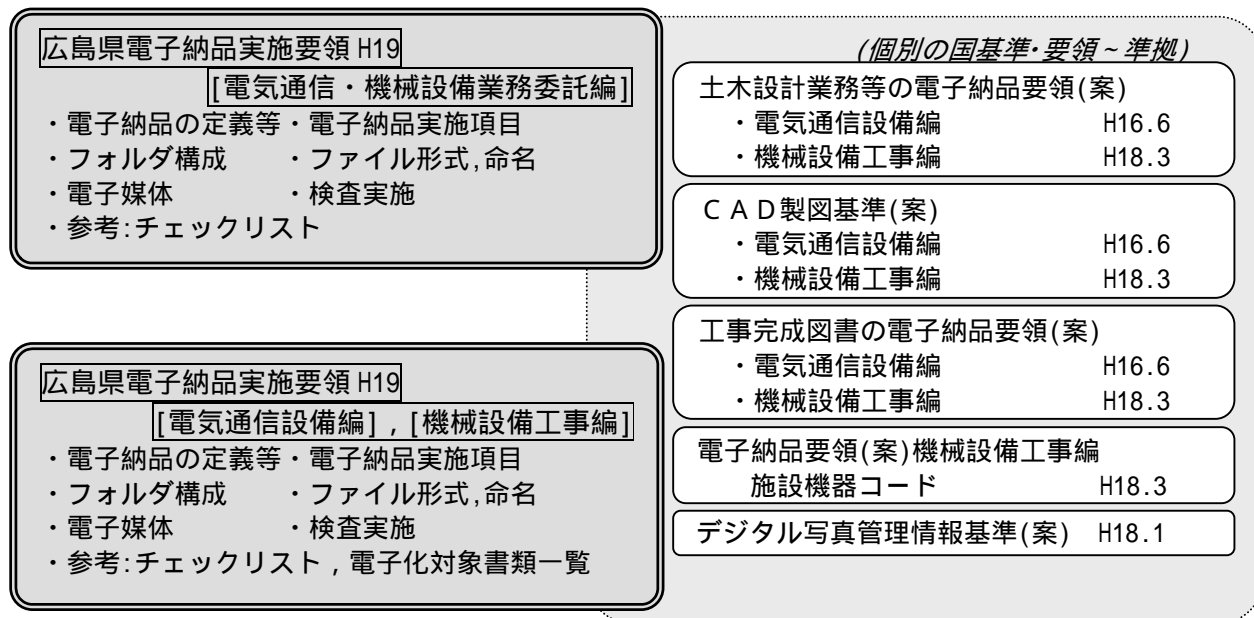 広島県電子納品実施要領 H19
[電気通信・機械設備業務委託編]
・電子納品の定義等・電子納品実施項目
・フォルダ構成 ・ファイル形式,命名
・電子媒体 ・検査実施
・参考:チェックリスト
広島県電子納品実施要領 H19
[電気通信設備編] , [機械設備工事編]
・電子納品の定義等・電子納品実施項目
・フォルダ構成 ・ファイル形式,命名
・電子媒体 ・検査実施
・参考:チェックリスト , 電子化対象書類一覧
(個別の国基準・要領~準拠)
土木設計業務等の電子納品要領(案)
・電気通信設備編 H16.6
・機械設備工事編 H18.3
CAD製図基準(案)
・電気通信設備編 H16.6
・機械設備工事編 H18.3
工事完成図書の電子納品要領(案)
・電気通信設備編 H16.6
・機械設備工事編 H18.3
電子納品要領(案)機械設備工事編
施設機器コード H18.3
デジタル写真管理情報基準(案) H18.1